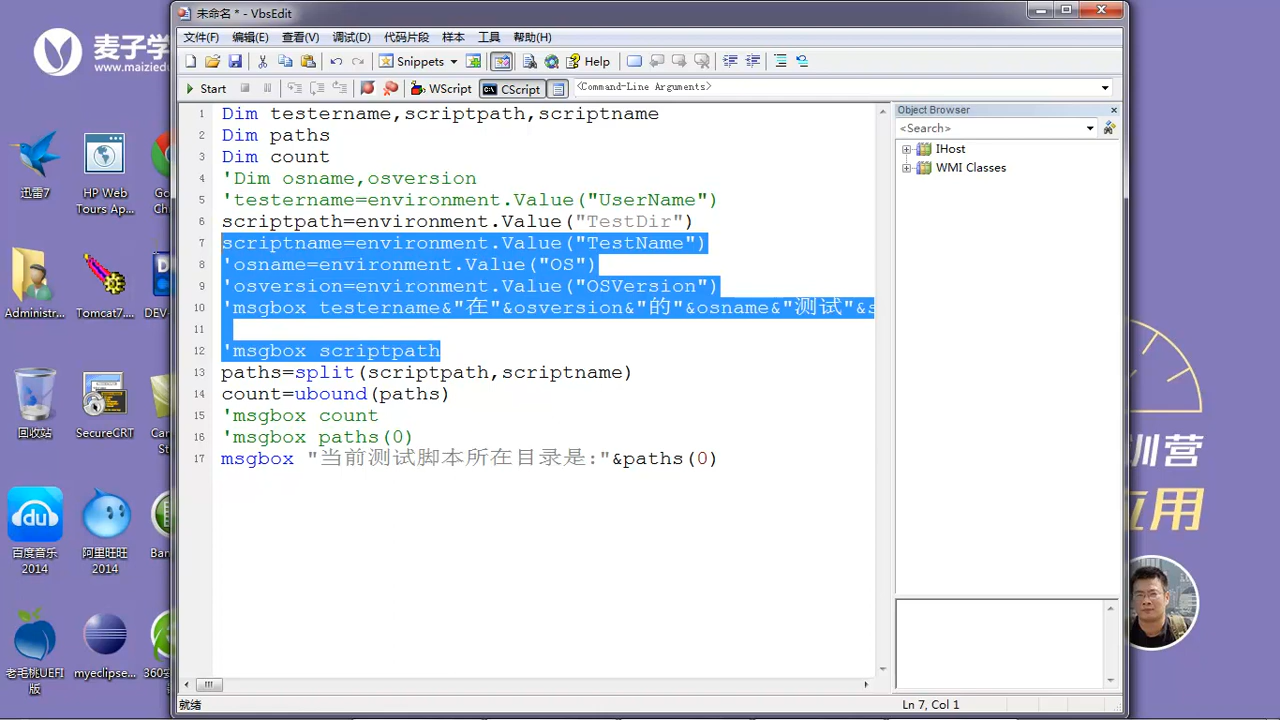 麦子学
www.maiziedu
迅雷7
HP Web
Tours Ap...
Administr...
Tomcat7....
DEV-
回收站
SecureCRT
百度音乐
2014
阿里旺旺
2014
老毛桃UEFI
版
myeclipse...
未命名 * - VbsEdit
文件(F) 编辑(E) 查看(V) 调试(D) 代码片段 样本 工具 帮助(H)
Snippets Help
Start WScript CScript <Command-Line Arguments>
1 Dim testername,scriptpath,scriptname
2 Dim paths
3 Dim count
4 'Dim osname,osversion
5 'testername=environment.Value("UserName")
6 scriptpath=environment.Value("TestDir")
7 scriptname=environment.Value("TestName")
8 'osname=environment.Value("OS")
9 'osversion=environment.Value("OSVersion")
10 'msgbox testername&"在"&osversion&"的"&osname&"测试"&s
11
12 'msgbox scriptpath
13 paths=split(scriptpath,scriptname)
14 count=ubound(paths)
15 'msgbox count
16 'msgbox paths(0)
17 msgbox "当前测试脚本所在目录是:"&paths(0)
Object Browser
<Search>
IHost
WMI Classes
训营
应用
就绪
Ln 7, Col 1